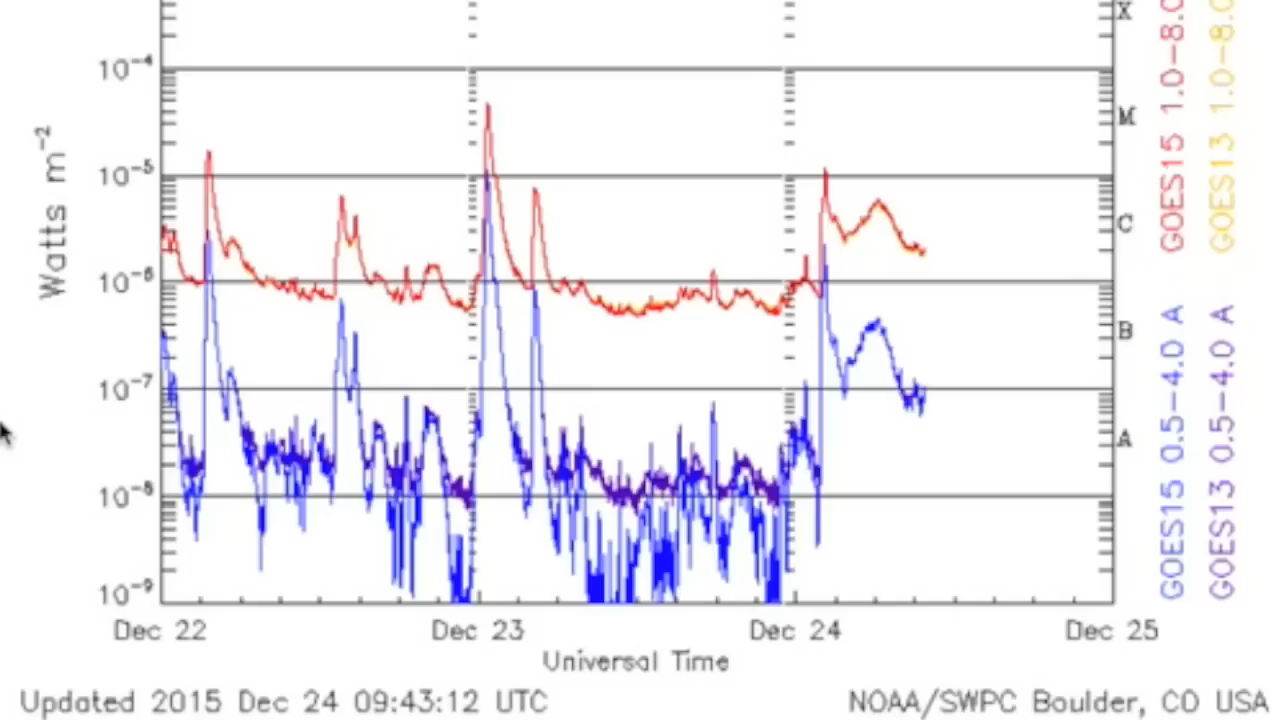 X
10-4
M
10-5
C
10-6
B
10-7
A
10-8
10-9
Watts m-2
Dec 22 Dec 23 Dec 24 Dec 25
Universal Time
GOES15 1.0-8.0
GOES13 1.0-8.0
GOES15 0.5-4.0 A
GOES13 0.5-4.0 A
Updated 2015 Dec 24 09:43:12 UTC
NOAA/SWPC Boulder, CO USA